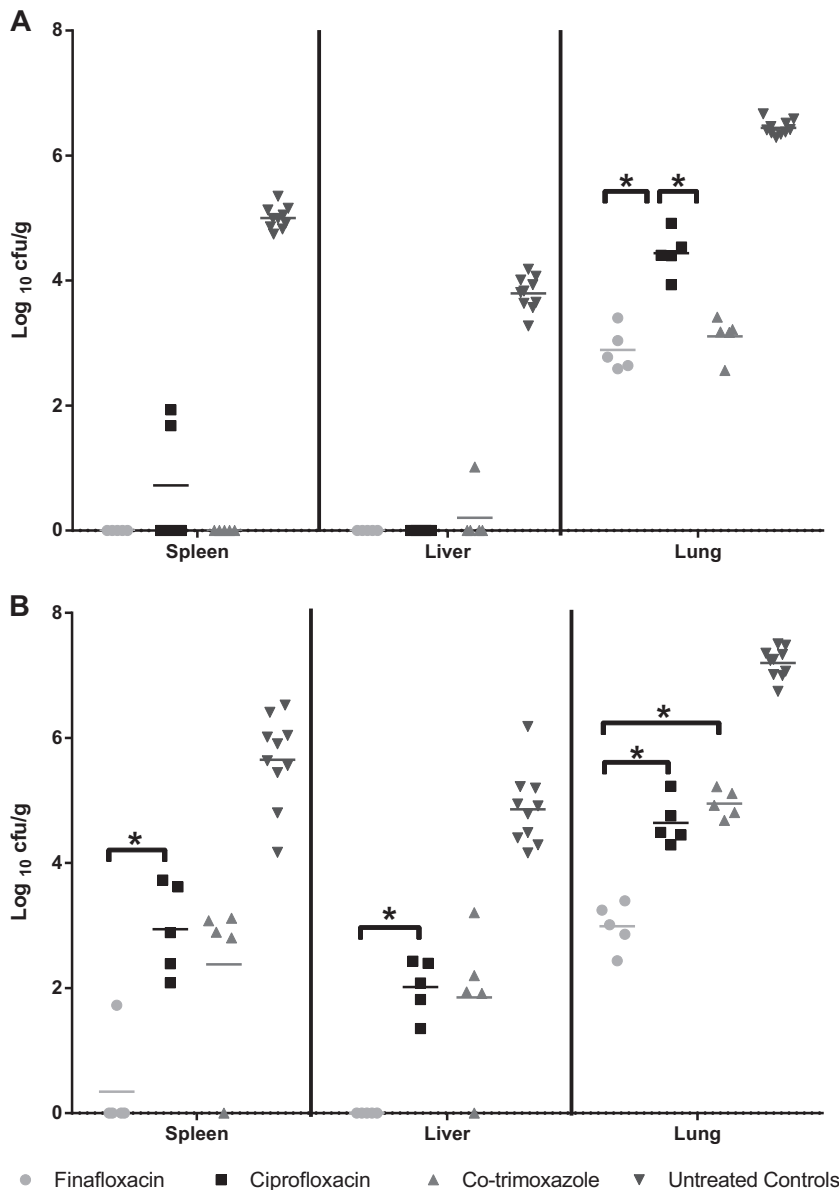 A
8
6
4
2
0
Log 10 cfu/g
* *
Spleen Liver Lung
B
8
6
4
2
0
Log 10 cfu/g
*
*
*
*
Spleen Liver Lung
Finafloxacin Ciprofloxacin Co-trimoxazole Untreated Controls